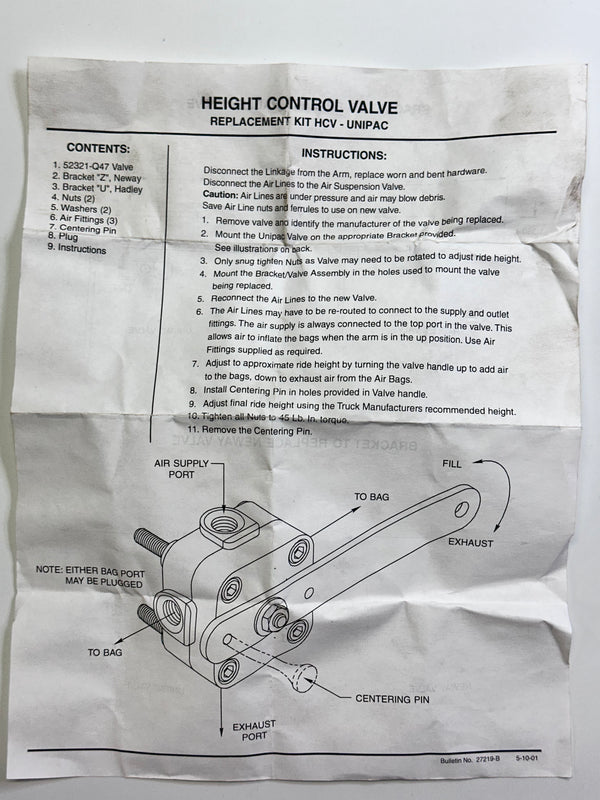 HEIGHT CONTROL VALVE
REPLACEMENT KIT HCV - UNIPAC
CONTENTS:
1. 52321-Q47 Valve
2. Bracket "Z", Neway
3. Bracket "U", Hadley
4. Nuts (2)
5. Washers (2)
6. Air Fittings (3)
7. Centering Pin
8. Plug
9. Instructions
INSTRUCTIONS:
Disconnect the Linkage from the Arm, replace worn and bent hardware.
Disconnect the Air Lines to the Air Suspension Valve.
Caution: Air Lines are under pressure and air may blow debris.
Save Air Line nuts and ferrules to use on new valve.
1. Remove valve and identify the manufacturer of the valve being replaced.
2. Mount the Unipac Valve on the appropriate Bracket provided.
See illustrations on back.
3. Only snug tighten Nuts as Valve may need to be rotated to adjust ride height.
4. Mount the Bracket/Valve Assembly in the holes used to mount the valve
being replaced.
5. Reconnect the Air Lines to the new Valve.
6. The Air Lines may have to be re-routed to connect to the supply and outlet
fittings. The air supply is always connected to the top port in the valve. This
allows air to inflate the bags when the arm is in the up position. Use Air
Fittings supplied as required.
7. Adjust to approximate ride height by turning the valve handle up to add air
to the bags, down to exhaust air from the Air Bags.
8. Install Centering Pin in holes provided in Valve handle.
9. Adjust final ride height using the Truck Manufacturers recommended height.
10. Tighten all Nuts to 45 Lb. In. torque.
11. Remove the Centering Pin.
BRACKET TO REPLACE NEWAY VALVE
AIR SUPPLY
PORT
FILL
TO BAG
EXHAUST
NOTE: EITHER BAG PORT
MAY BE PLUGGED
TO BAG
CENTERING PIN
EXHAUST
PORT
Bulletin No. 27219-B 5-10-01